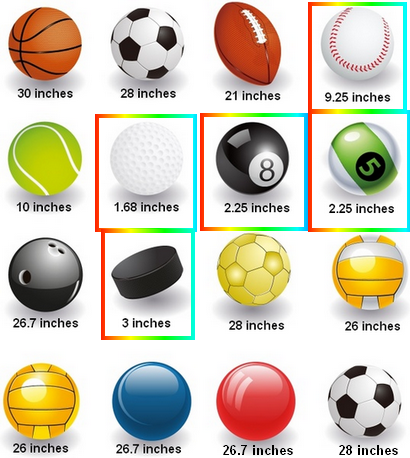 30 inches
28 inches
21 inches
9.25 inches
10 inches
1.68 inches
8
2.25 inches
5
2.25 inches
26.7 inches
3 inches
28 inches
26 inches
26 inches
26.7 inches
26.7 inches
28 inches